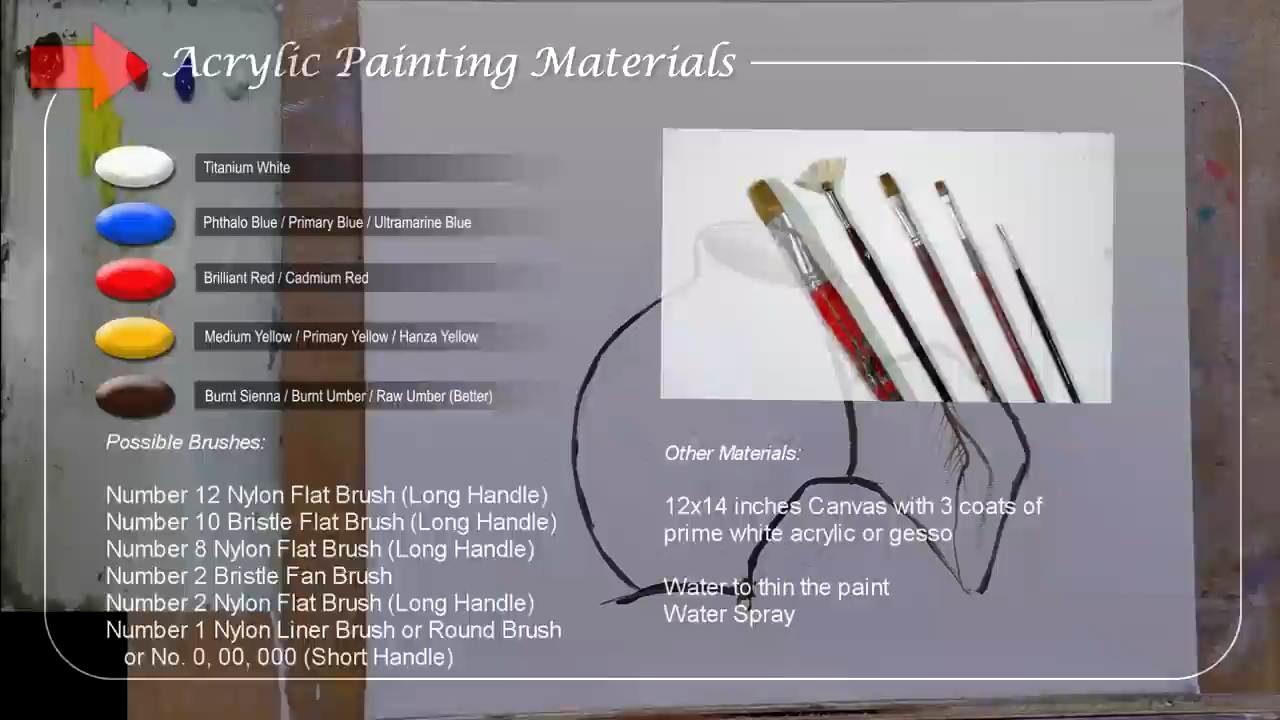 Acrylic Painting Materials
Titanium White
Phthalo Blue / Primary Blue / Ultramarine Blue
Brilliant Red / Cadmium Red
Medium Yellow / Primary Yellow / Hanza Yellow
Burnt Sienna / Burnt Umber / Raw Umber (Better)
Possible Brushes:
Number 12 Nylon Flat Brush (Long Handle)
Number 10 Bristle Flat Brush (Long Handle)
Number 8 Nylon Flat Brush (Long Handle)
Number 2 Bristle Fan Brush
Number 2 Nylon Flat Brush (Long Handle)
Number 1 Nylon Liner Brush or Round Brush
or No. 0, 00, 000 (Short Handle)
Other Materials:
12x14 inches Canvas with 3 coats of
prime white acrylic or gesso
Water to thin the paint
Water Spray